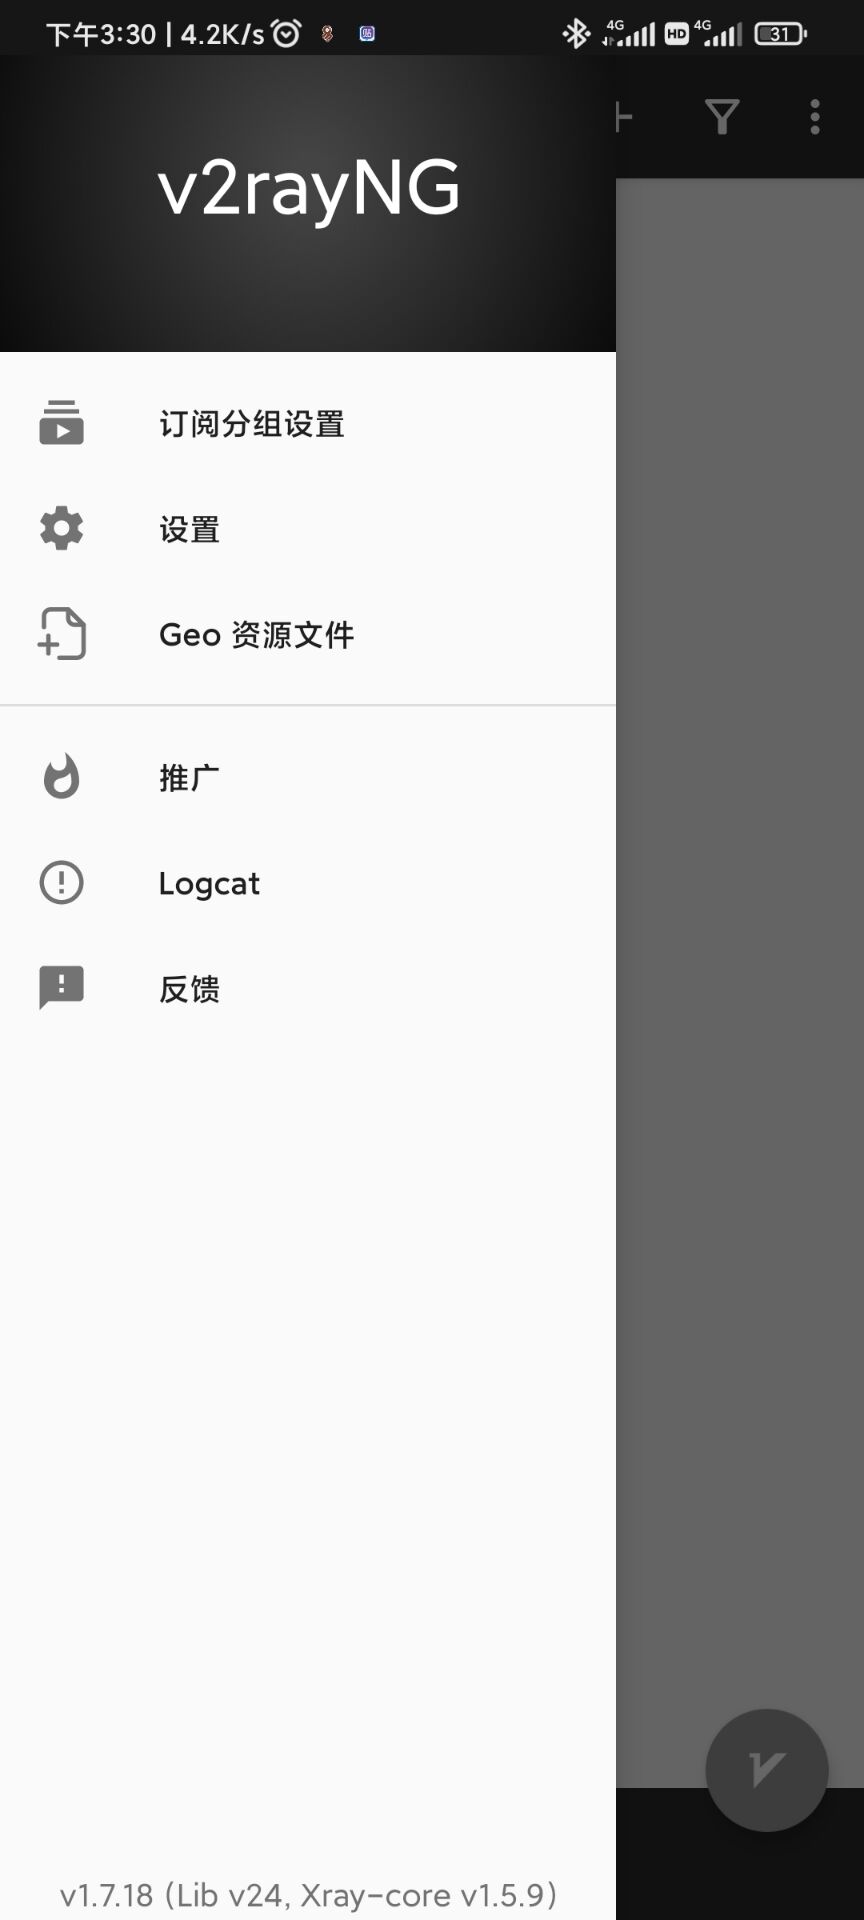 下午3:30 | 4.2K/s
4G HD 4G 31
v2rayNG
订阅分组设置
设置
Geo 资源文件
推广
Logcat
反馈
v1.7.18 (Lib v24, Xray-core v1.5.9)